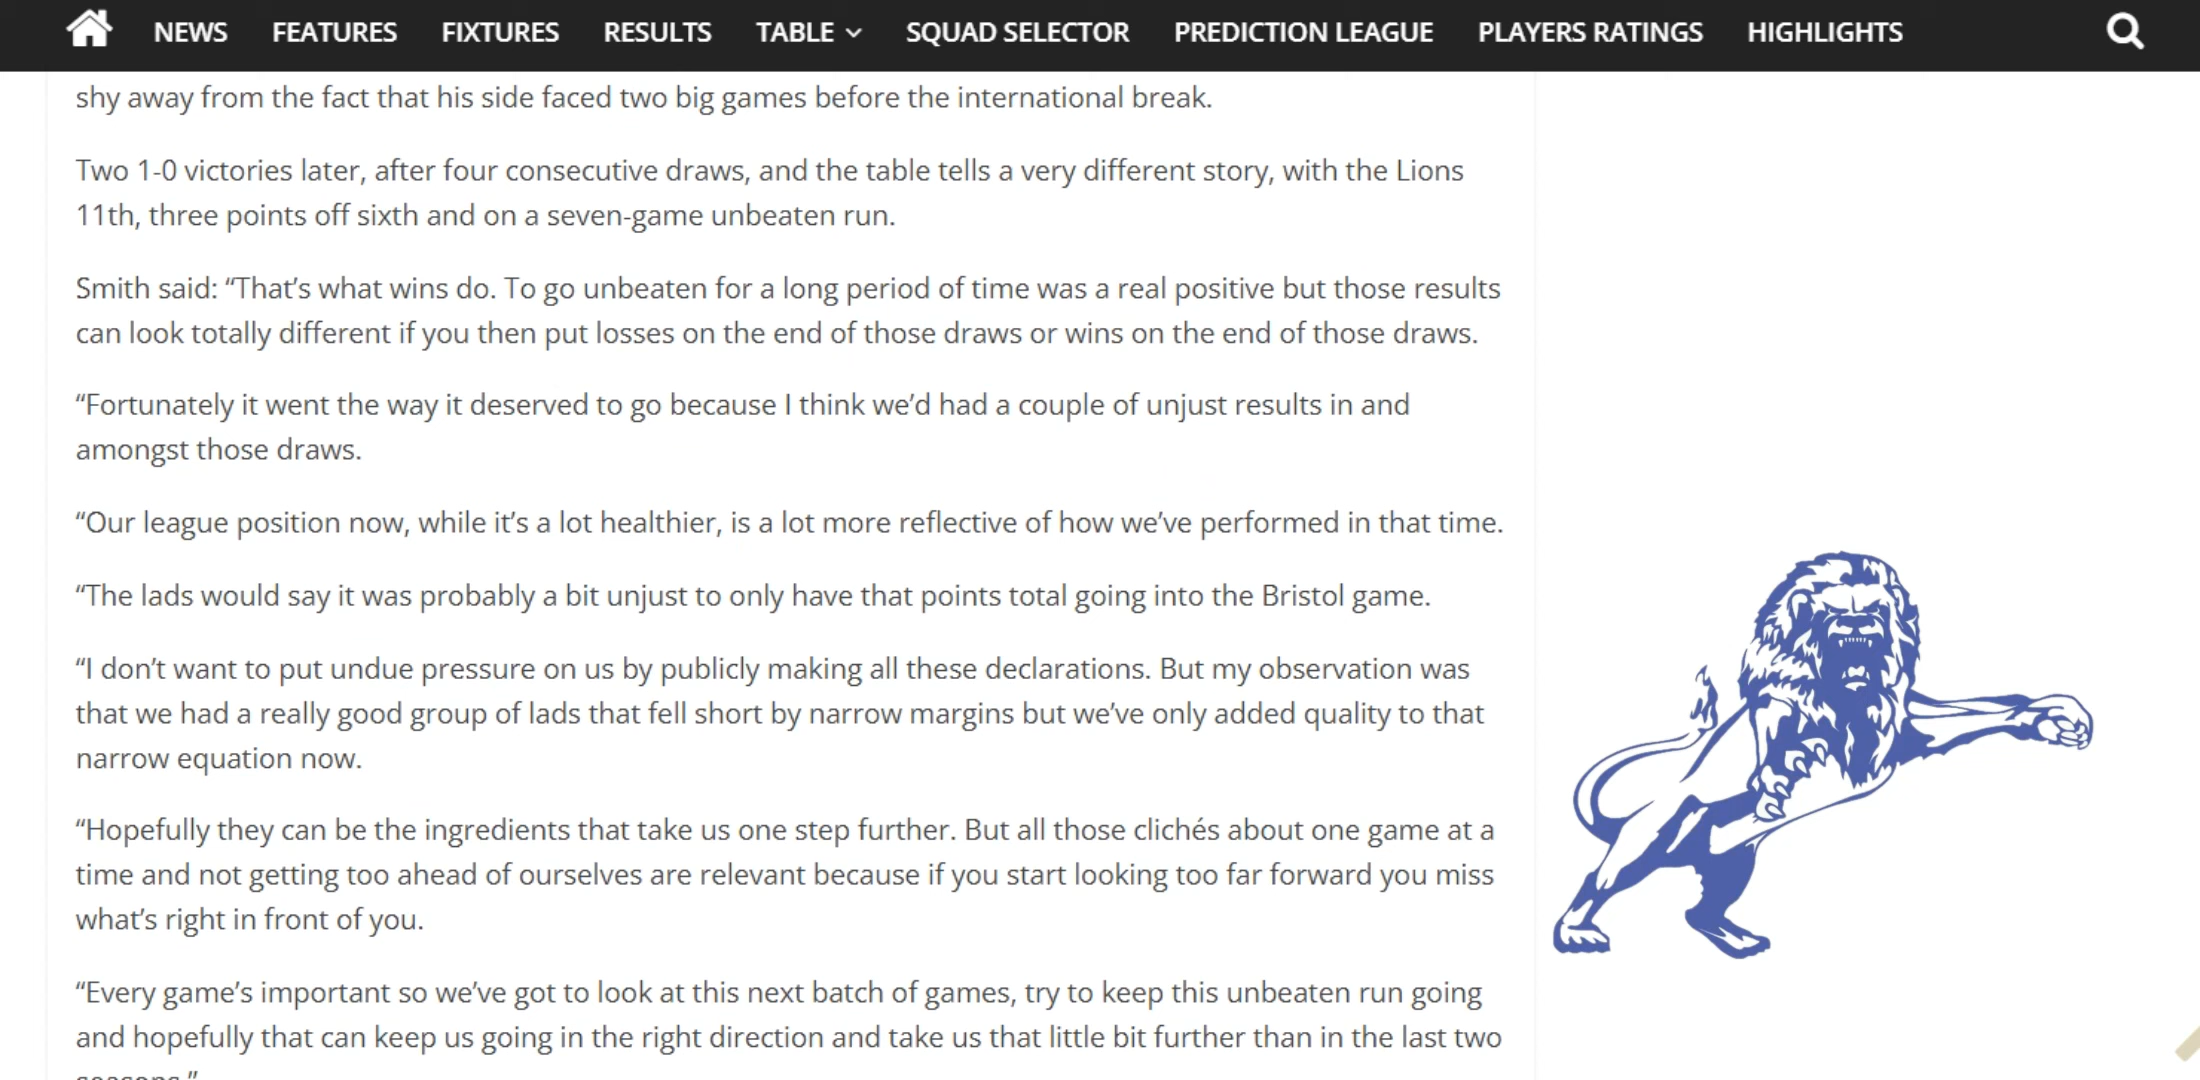 NEWS FEATURES FIXTURES RESULTS TABLE SQUAD SELECTOR PREDICTION LEAGUE PLAYERS RATINGS HIGHLIGHTS
shy away from the fact that his side faced two big games before the international break.
Two 1-0 victories later, after four consecutive draws, and the table tells a very different story, with the Lions
11th, three points off sixth and on a seven-game unbeaten run.
Smith said: “That’s what wins do. To go unbeaten for a long period of time was a real positive but those results
can look totally different if you then put losses on the end of those draws or wins on the end of those draws.
“Fortunately it went the way it deserved to go because I think we’d had a couple of unjust results in and
amongst those draws.
“Our league position now, while it’s a lot healthier, is a lot more reflective of how we’ve performed in that time.
“The lads would say it was probably a bit unjust to only have that points total going into the Bristol game.
“I don’t want to put undue pressure on us by publicly making all these declarations. But my observation was
that we had a really good group of lads that fell short by narrow margins but we’ve only added quality to that
narrow equation now.
“Hopefully they can be the ingredients that take us one step further. But all those clichés about one game at a
time and not getting too ahead of ourselves are relevant because if you start looking too far forward you miss
what’s right in front of you.
“Every game’s important so we’ve got to look at this next batch of games, try to keep this unbeaten run going
and hopefully that can keep us going in the right direction and take us that little bit further than in the last two
seasons.”